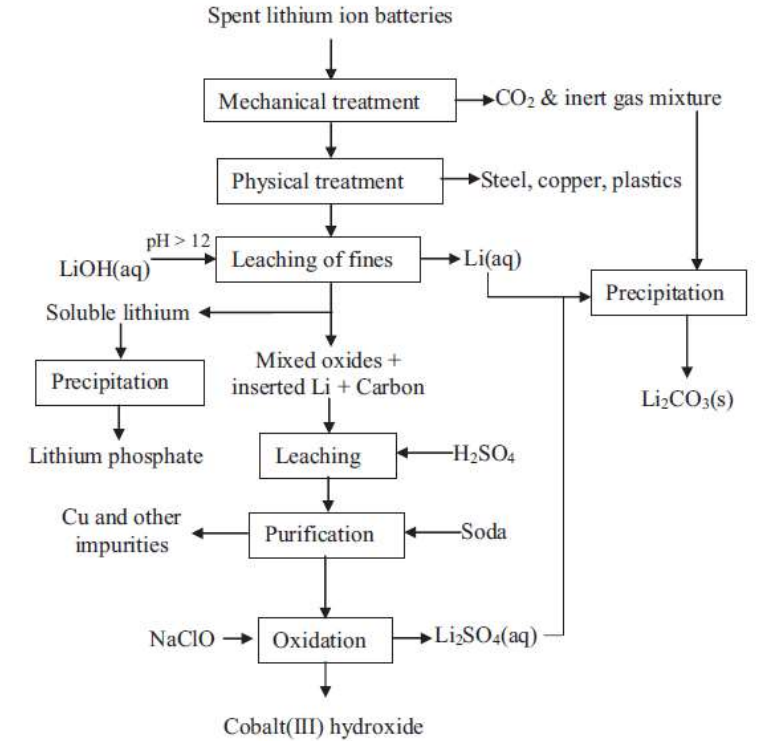 Spent lithium ion batteries
Mechanical treatment
CO₂ & inert gas mixture
Physical treatment
Steel, copper, plastics
pH > 12
LiOH(aq)
Leaching of fines
Li(aq)
Precipitation
Soluble lithium
Mixed oxides +
inserted Li + Carbon
Precipitation
Li₂CO₃(s)
Lithium phosphate
Leaching
H₂SO₄
Cu and other
impurities
Purification
Soda
NaClO
Oxidation
Li₂SO₄(aq)
Cobalt(III) hydroxide